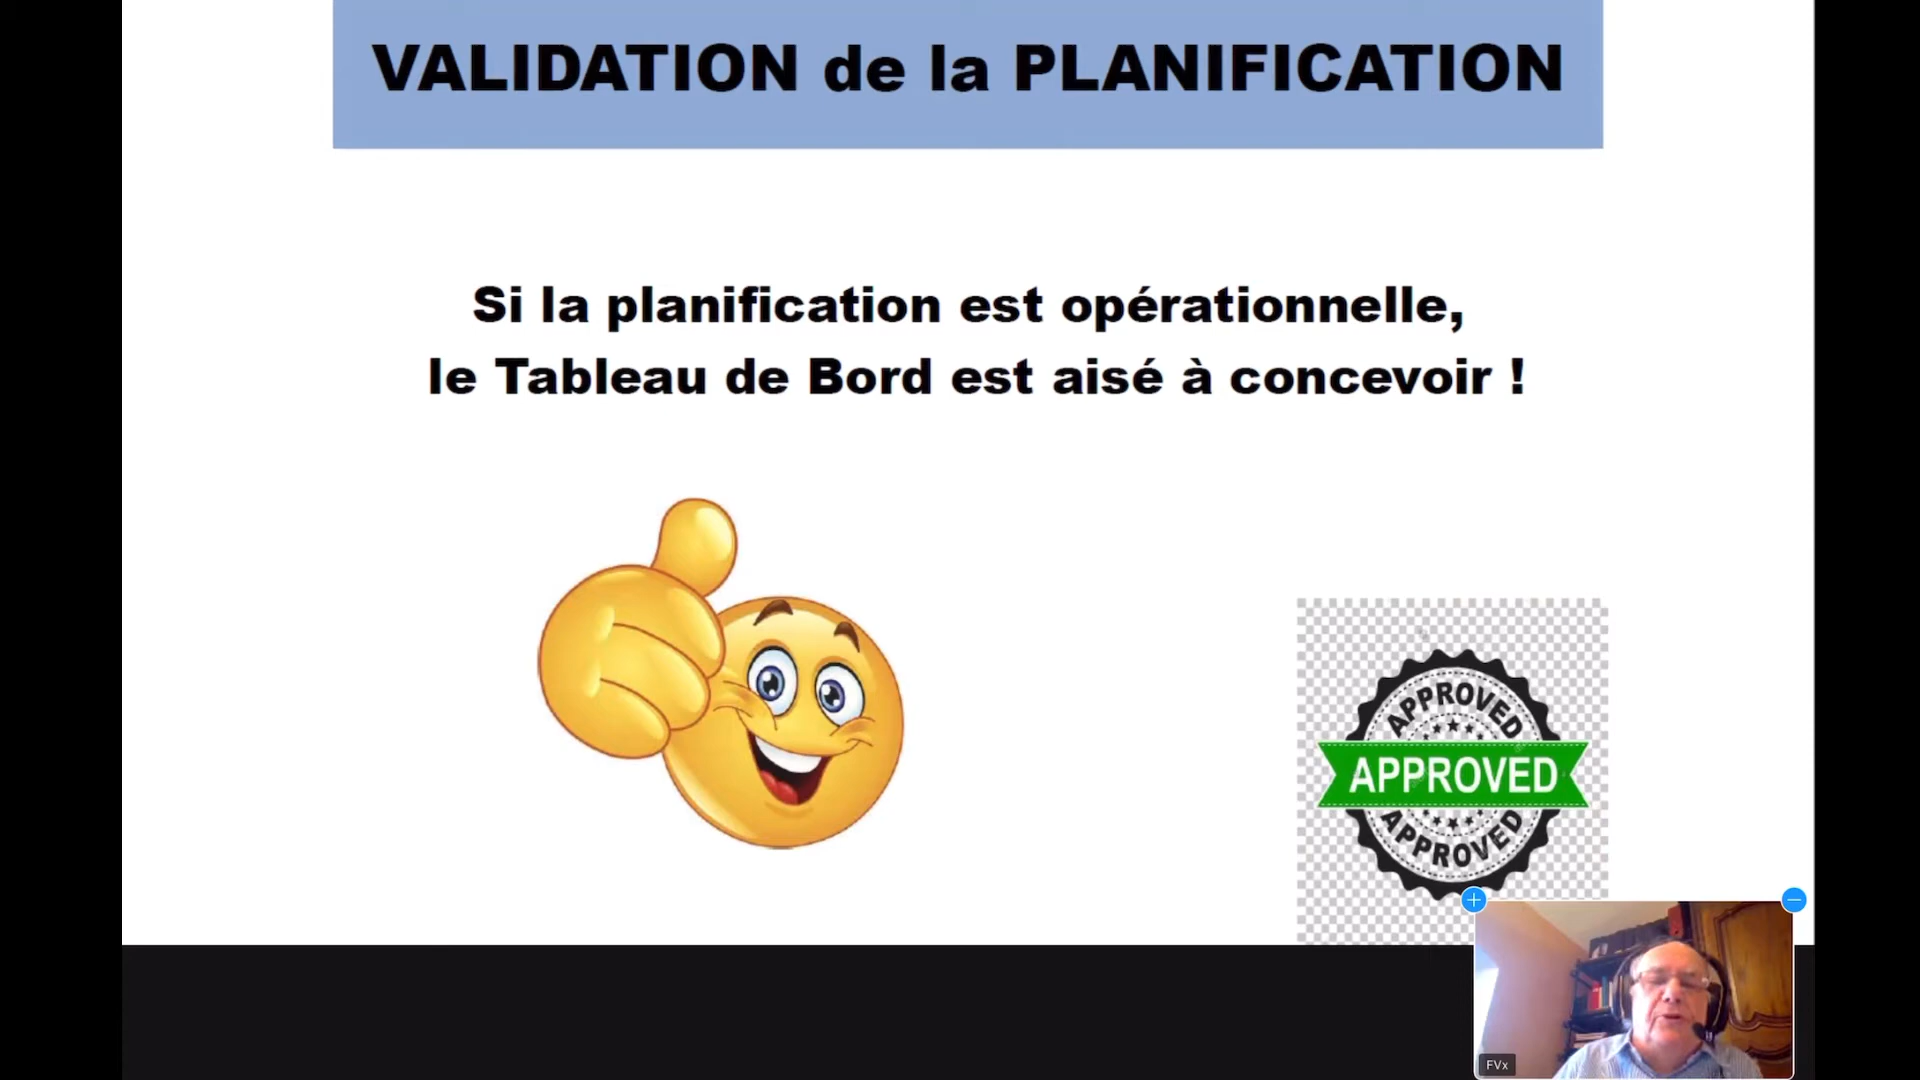 VALIDATION de la PLANIFICATION
Si la planification est opérationnelle,
le Tableau de Bord est aisé à concevoir !
APPROVED
APPROVED
APPROVED
FVx